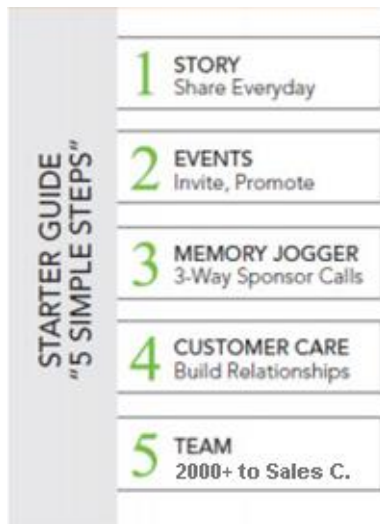 STARTER GUIDE
"5 SIMPLE STEPS"
1 STORY
Share Everyday
2 EVENTS
Invite, Promote
3 MEMORY JOGGER
3-Way Sponsor Calls
4 CUSTOMER CARE
Build Relationships
5 TEAM
2000+ to Sales C.